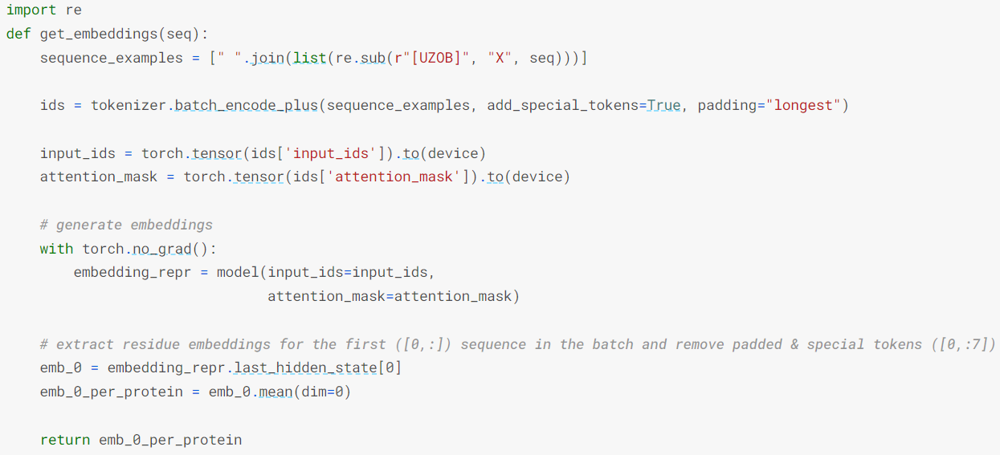 import re
def get_embeddings(seq):
    sequence_examples = [" ".join(list(re.sub(r"[UZOB]", "X", seq)))]

    ids = tokenizer.batch_encode_plus(sequence_examples, add_special_tokens=True, padding="longest")

    input_ids = torch.tensor(ids['input_ids']).to(device)
    attention_mask = torch.tensor(ids['attention_mask']).to(device)

    # generate embeddings
    with torch.no_grad():
        embedding_repr = model(input_ids=input_ids,
                               attention_mask=attention_mask)

    # extract residue embeddings for the first ([0,:]) sequence in the batch and remove padded & special tokens ([0,:7])
    emb_0 = embedding_repr.last_hidden_state[0]
    emb_0_per_protein = emb_0.mean(dim=0)

    return emb_0_per_protein